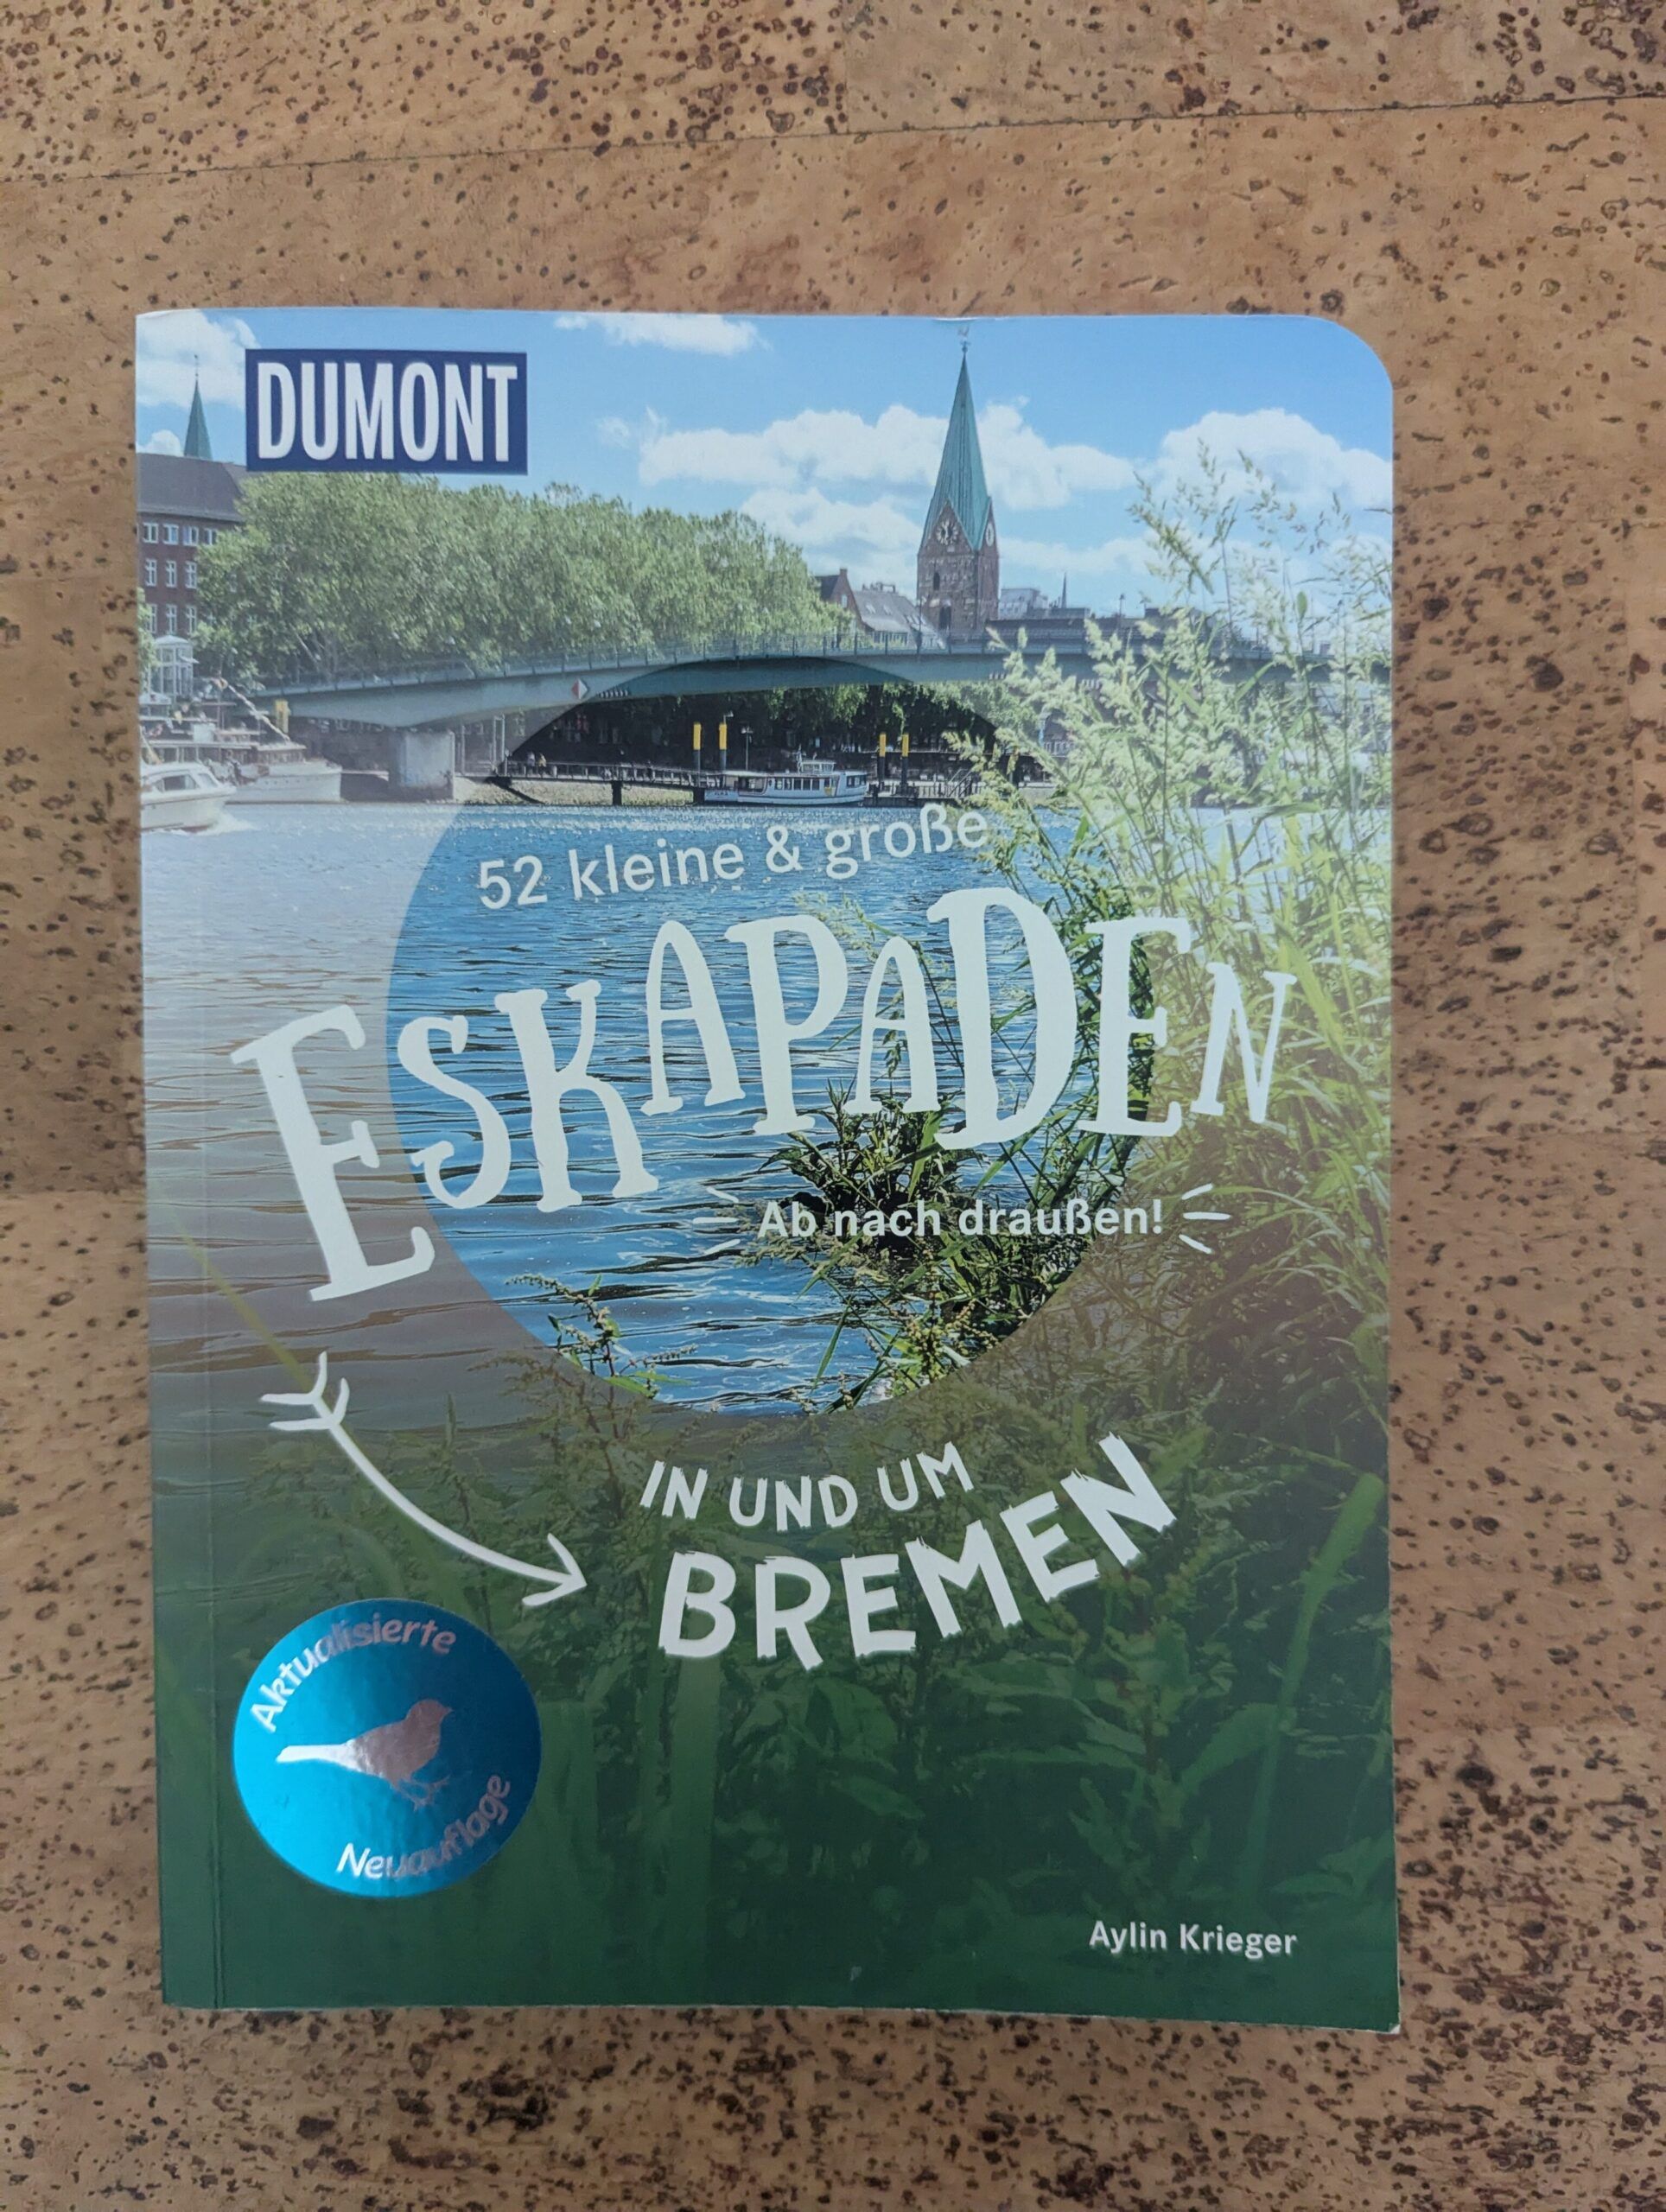 DUMONT
52 kleine & große
ESKAPADEN
Ab nach draußen!
IN UND UM
BREMEN
Aktualisierte
Neuauflage
Aylin Krieger